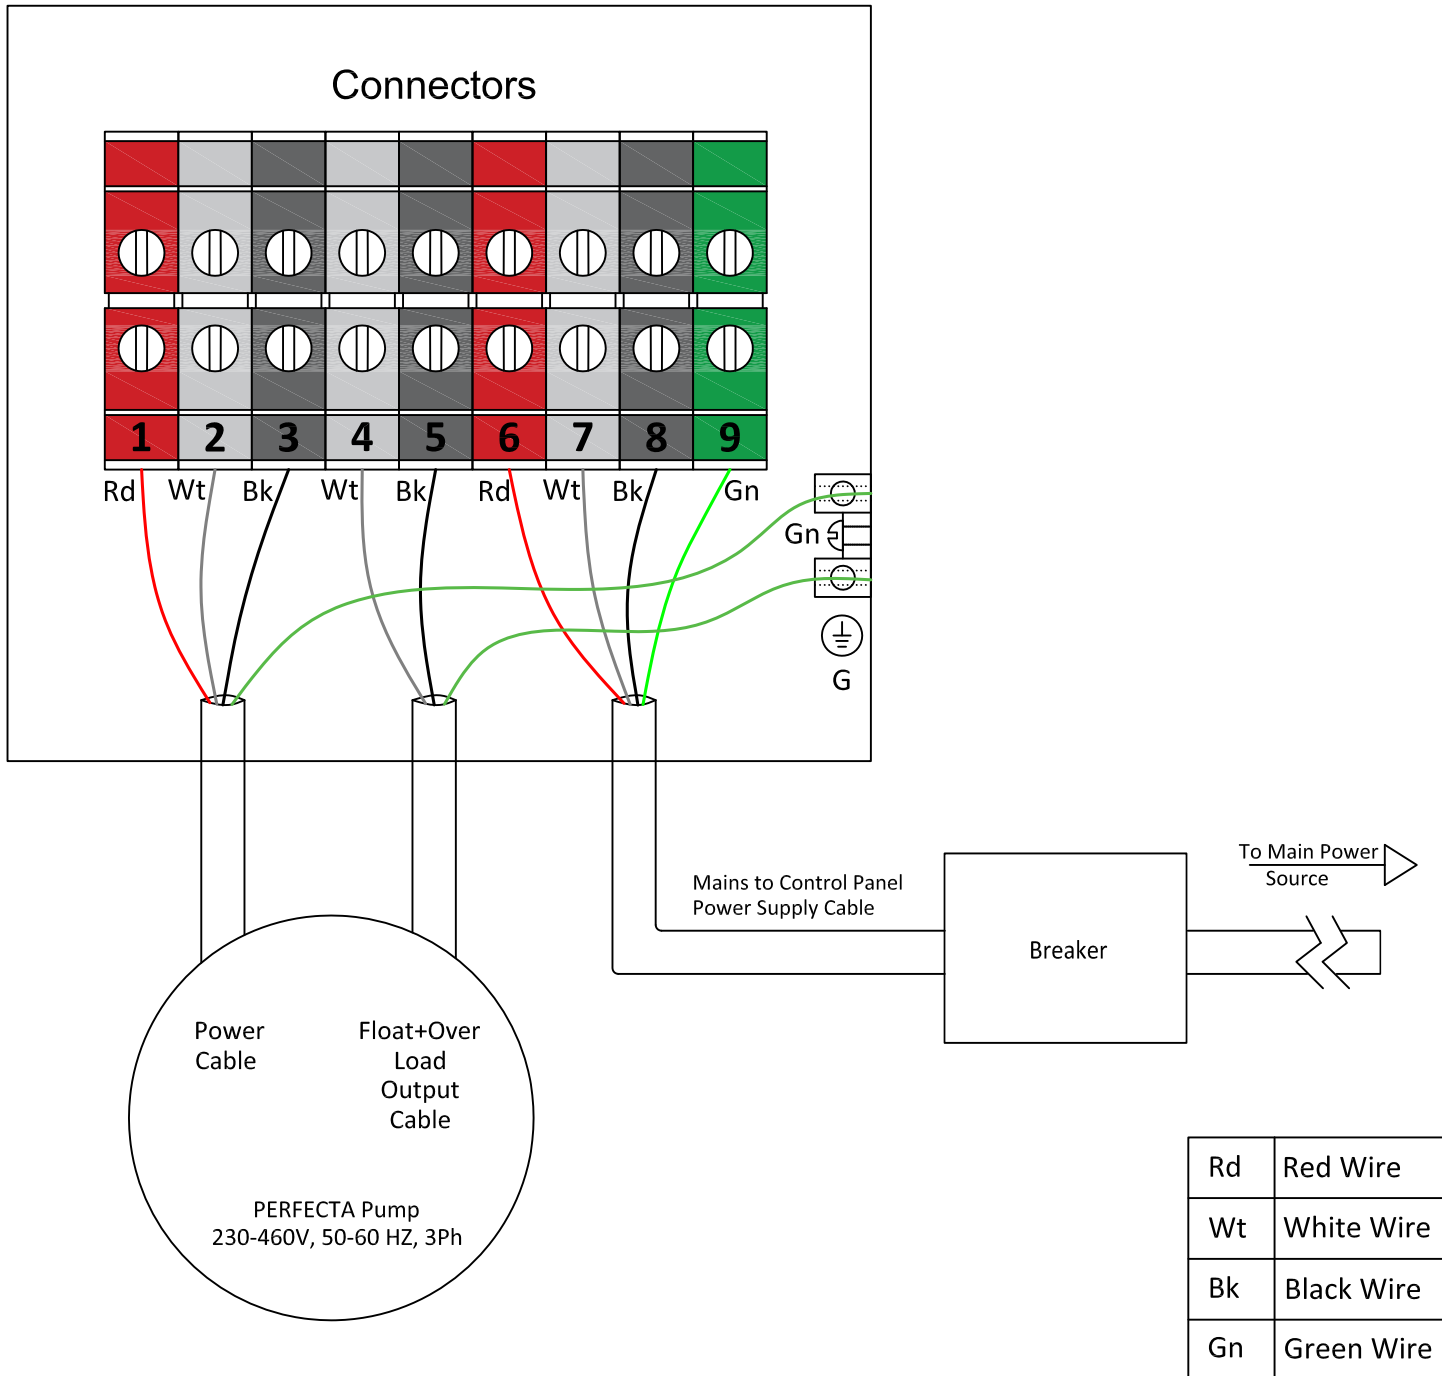 Connectors
1 2 3 4 5 6 7 8 9
Rd Wt Bk Wt Bk Rd Wt Bk Gn
Gn
G
Mains to Control Panel
Power Supply Cable
Breaker
To Main Power
Source
Power
Cable
Float+Over
Load
Output
Cable
PERFECTA Pump
230-460V, 50-60 HZ, 3Ph
Rd Red Wire
Wt White Wire
Bk Black Wire
Gn Green Wire